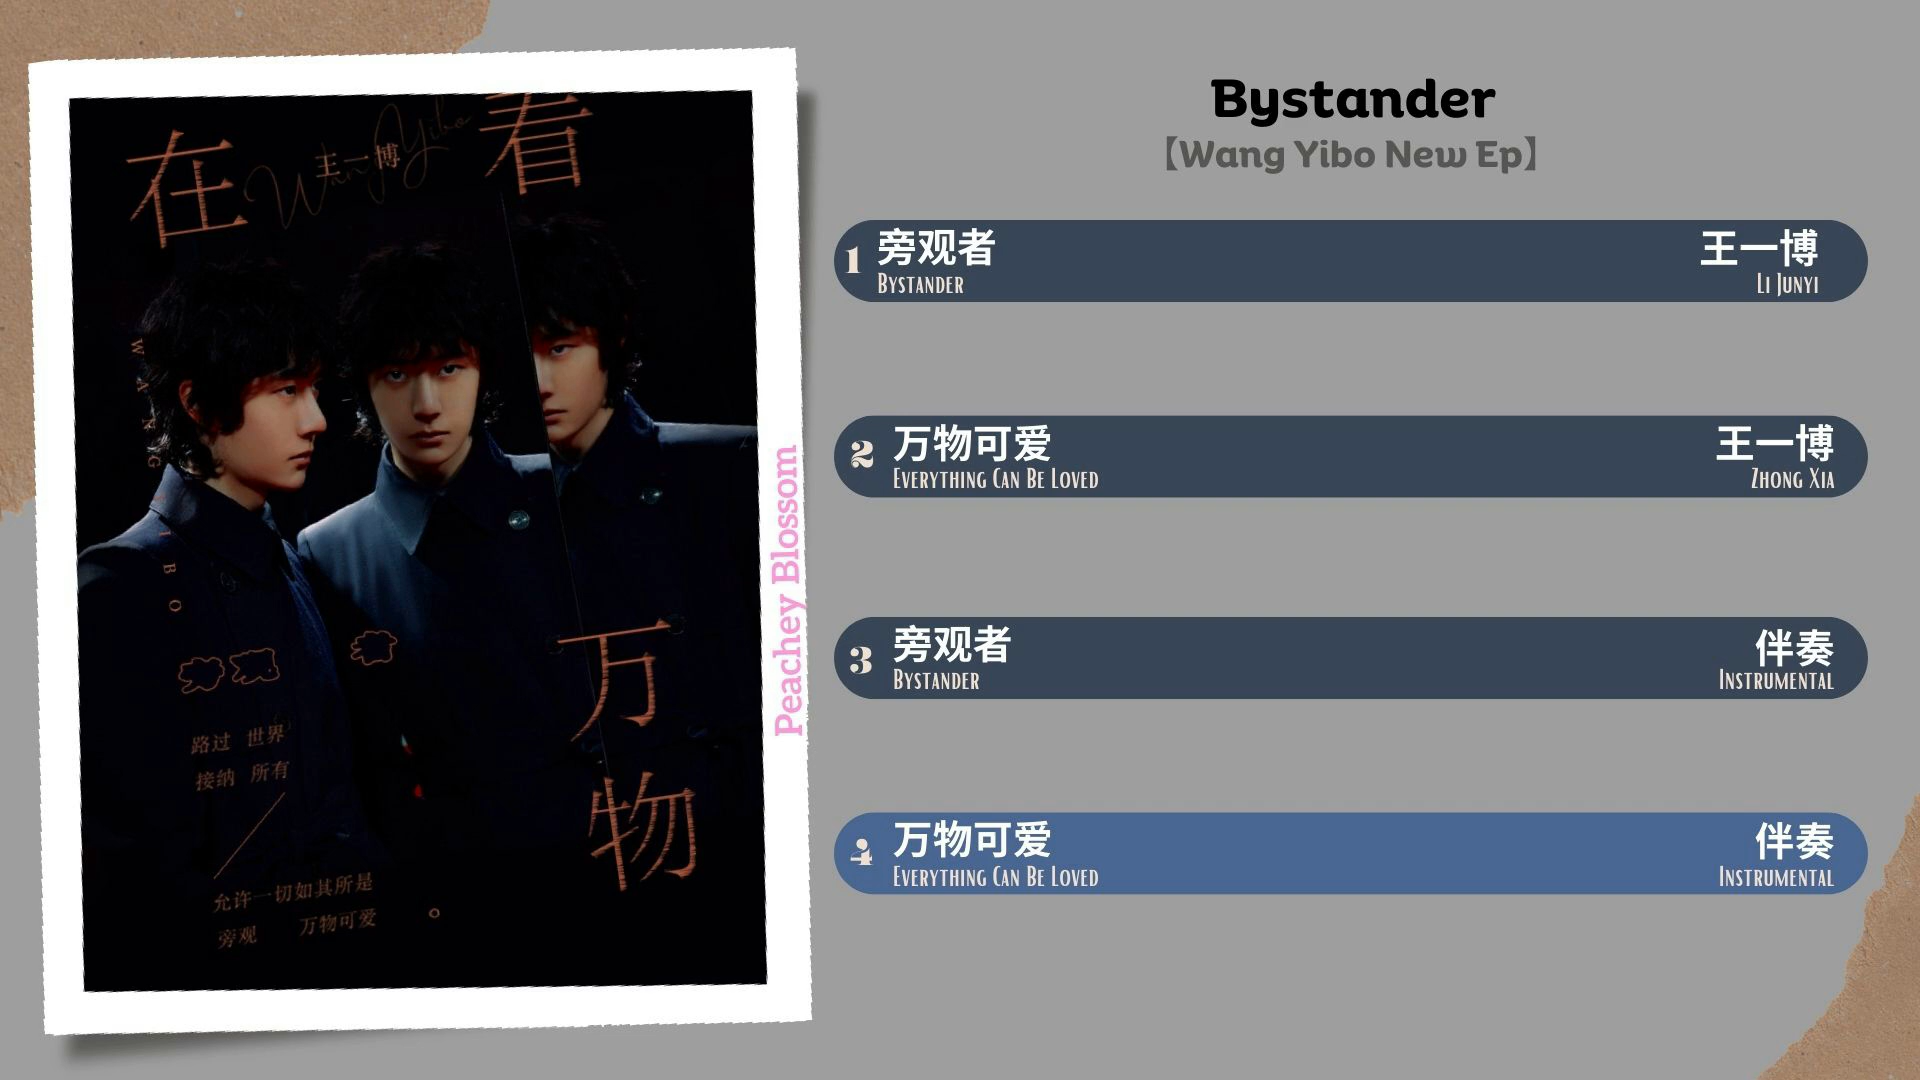 在 看
王一博
Wang Yibo
WANG YIBO
万
物
路过 世界
接纳 所有
允许一切如其所是
旁观 万物可爱 。
Peachey Blossom
Bystander
【Wang Yibo New Ep】
1 旁观者 王一博
Bystander Li Junyi
2 万物可爱 王一博
Everything Can Be Loved Zhong Xia
3 旁观者 伴奏
Bystander Instrumental
4 万物可爱 伴奏
Everything Can Be Loved Instrumental